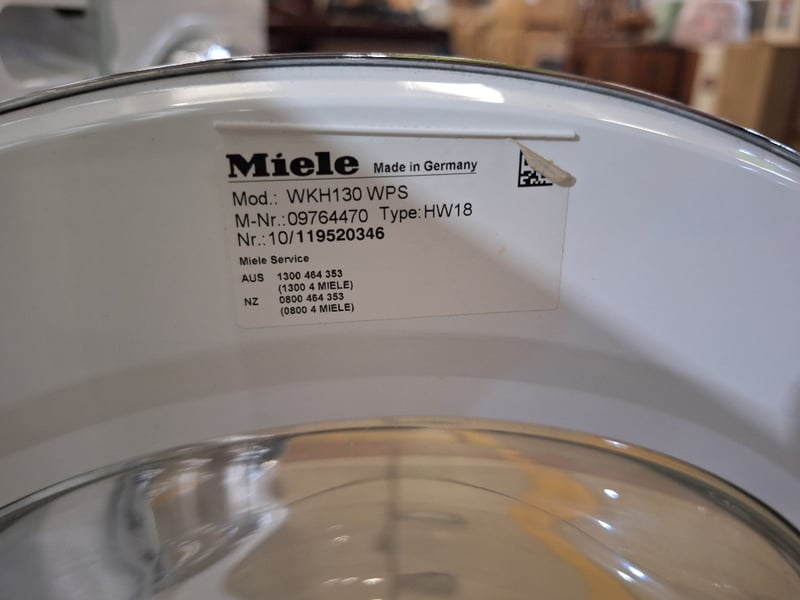 Miele Made in Germany
Mod.: WKH130 WPS
M-Nr.:09764470 Type:HW18
Nr.:10/119520346
Miele Service
AUS 1300 464 353
(1300 4 MIELE)
NZ 0800 464 353
(0800 4 MIELE)